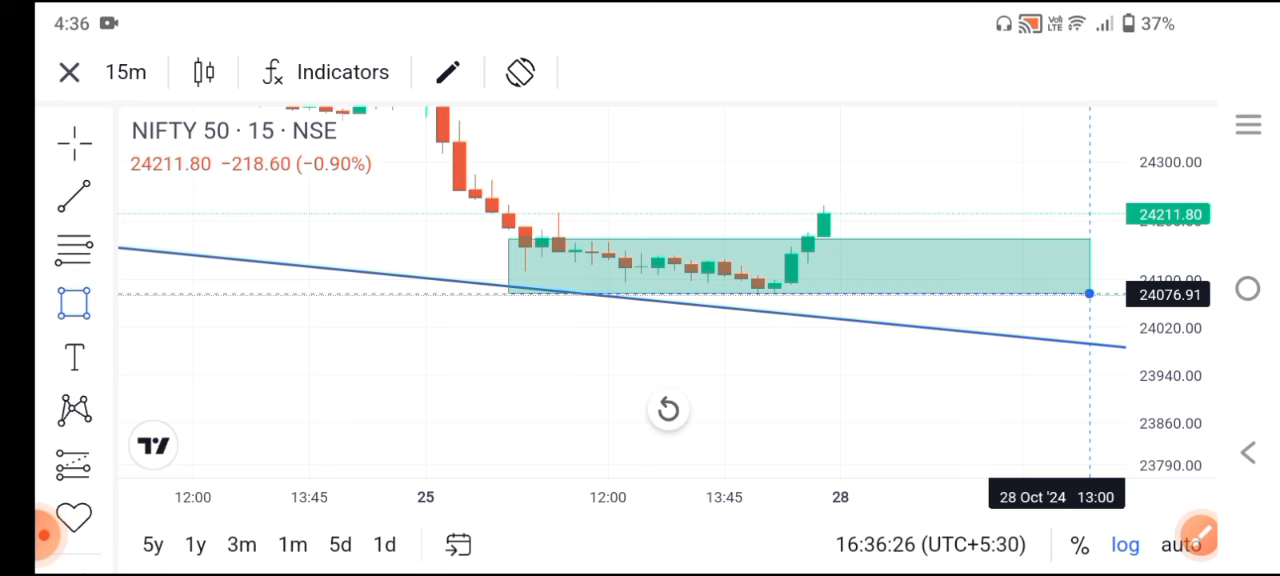 4:36
Vo) LTE 37%
15m
fx Indicators
NIFTY 50 · 15 · NSE
24211.80 −218.60 (−0.90%)
24300.00
24211.80
24100.00
24076.91
24020.00
23940.00
23860.00
23790.00
12:00 13:45 25 12:00 13:45 28 28 Oct '24 13:00
5y 1y 3m 1m 5d 1d 16:36:26 (UTC+5:30) % log auto